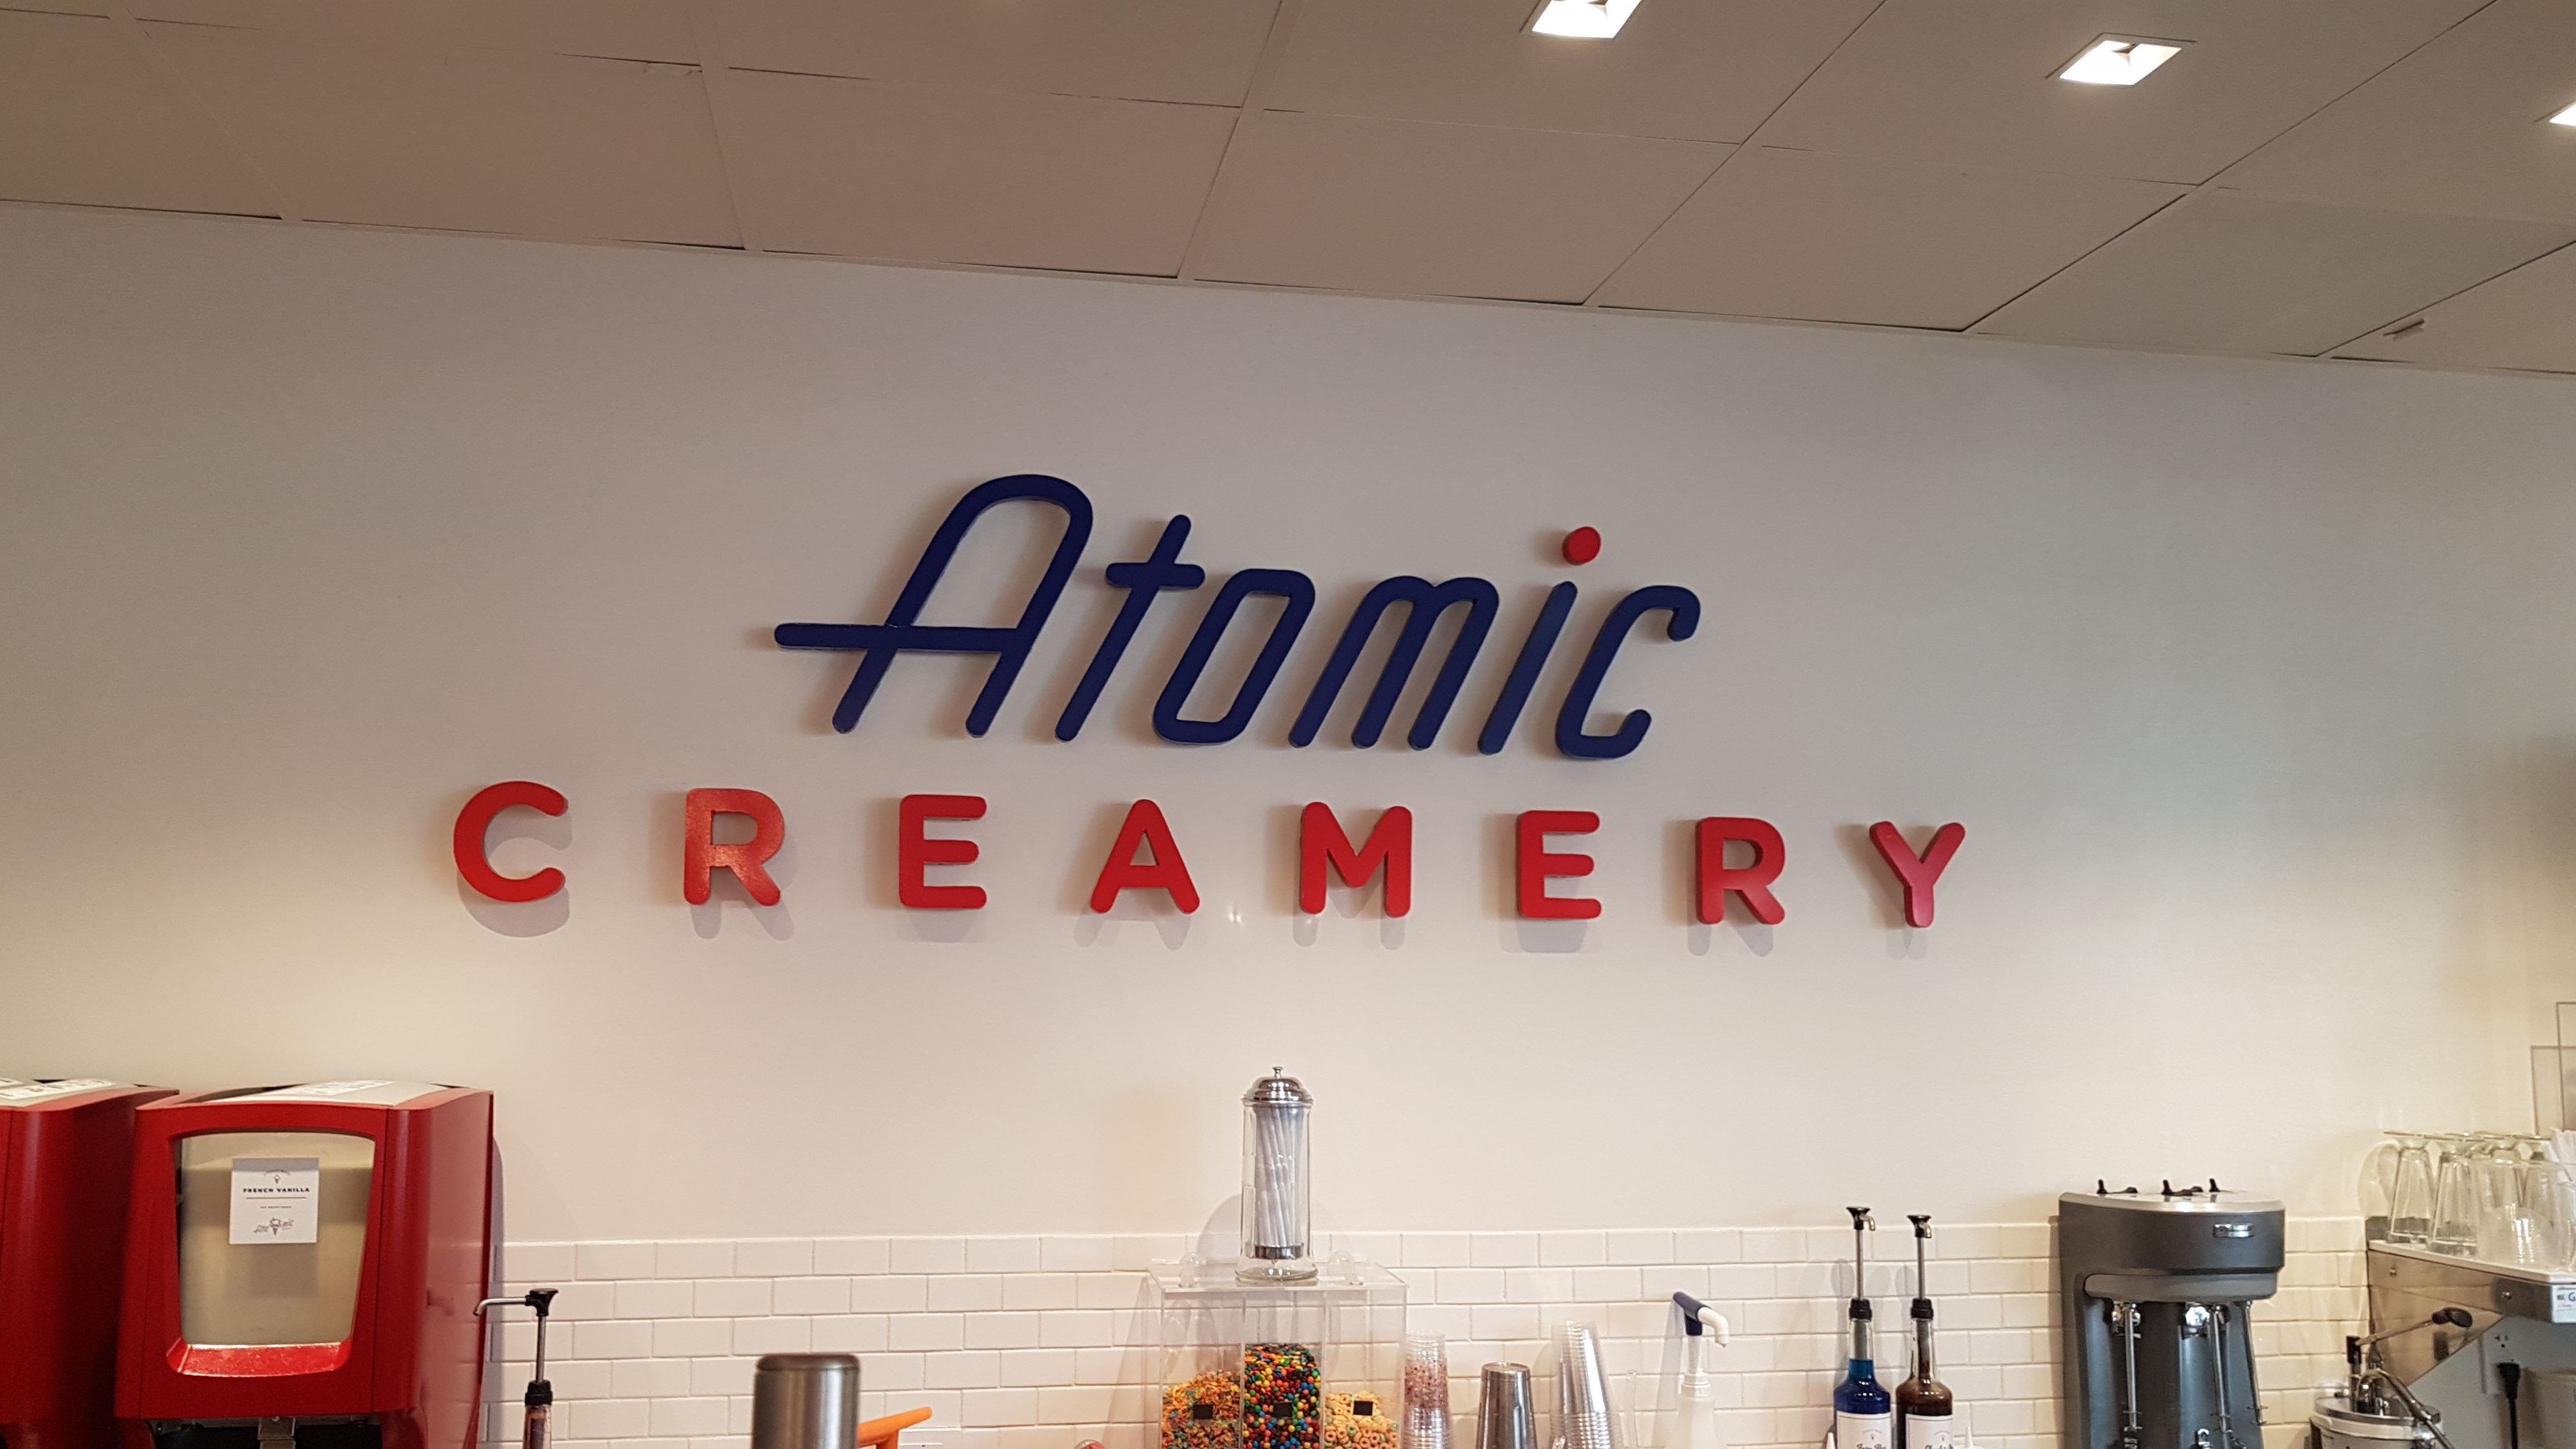 Atomic
CREAMERY
FRENCH VANILLA